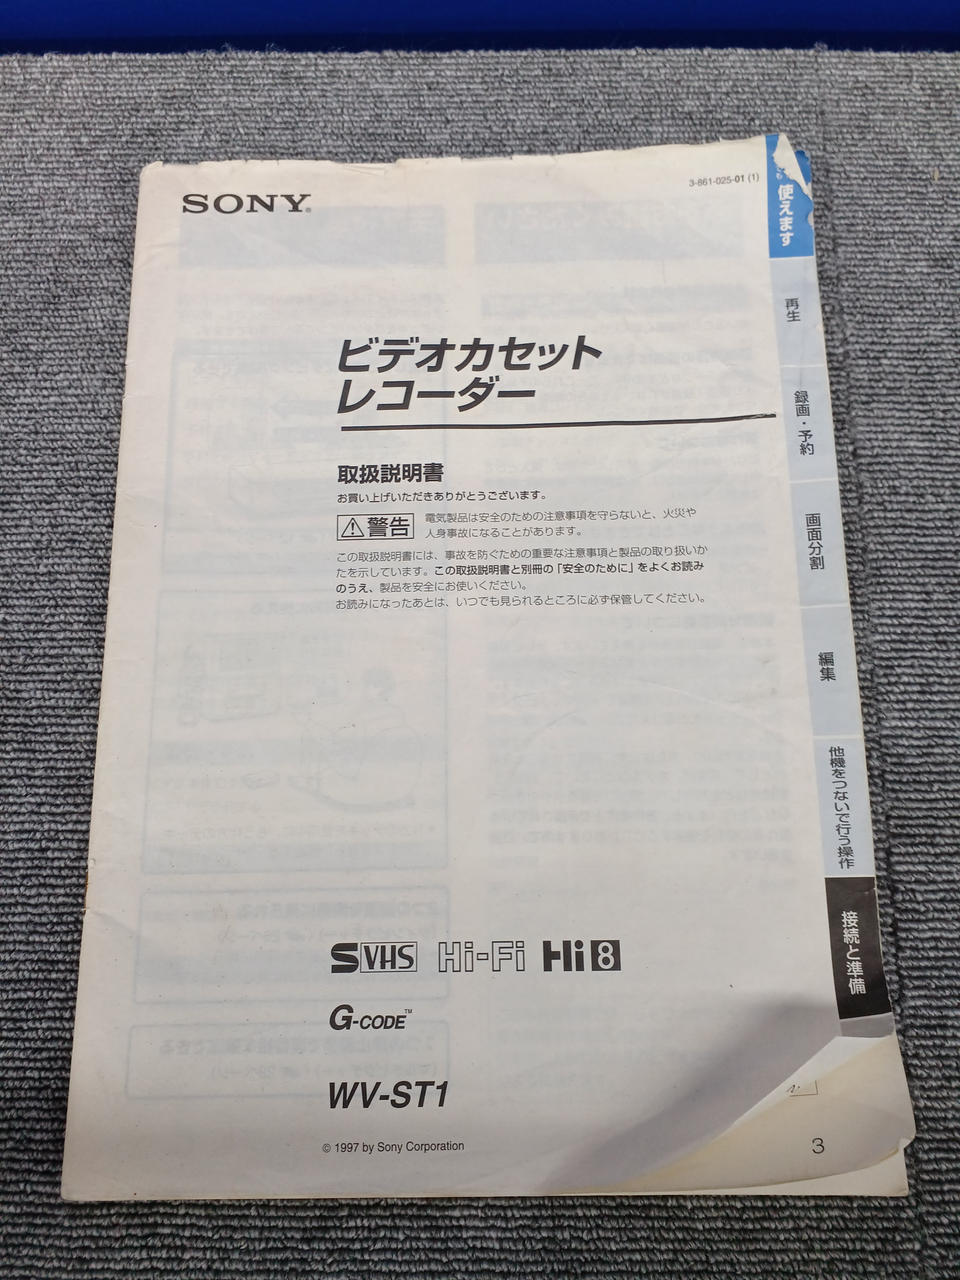 SONY®
3-861-025-01 (1)
使えます
再生
録画・予約
画面分割
編集
他機をつないで行う操作
接続と準備
ビデオカセット
レコーダー
取扱説明書
お買い上げいただきありがとうございます。
警告
電気製品は安全のための注意事項を守らないと、火災や
人身事故になることがあります。
この取扱説明書には、事故を防ぐための重要な注意事項と製品の取り扱いか
たを示しています。この取扱説明書と別冊の「安全のために」をよくお読み
のうえ、製品を安全にお使いください。
お読みになったあとは、いつでも見られるところに必ず保管してください。
S VHS Hi-Fi Hi8
G-CODE™
WV-ST1
© 1997 by Sony Corporation
3